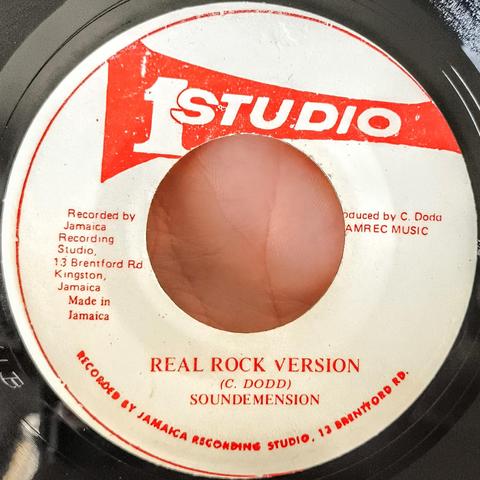 1 STUDIO
Recorded by
Jamaica
Recording
Studio,
13 Brentford Rd
Kingston,
Jamaica
Made in
Jamaica
oduced by C. Dodd
AMREC MUSIC
REAL ROCK VERSION
(C. DODD)
SOUNDEMENSION
RECORDED BY JAMAICA RECORDING STUDIO, 13 BRENTFORD RD.